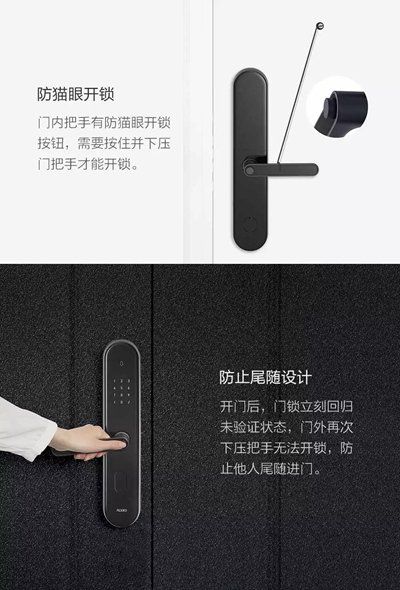 防猫眼开锁
门内把手有防猫眼开锁
按钮，需要按住并下压
门把手才能开锁。
防止尾随设计
开门后，门锁立刻回归
未验证状态，门外再次
下压把手无法开锁，防
止他人尾随进门。